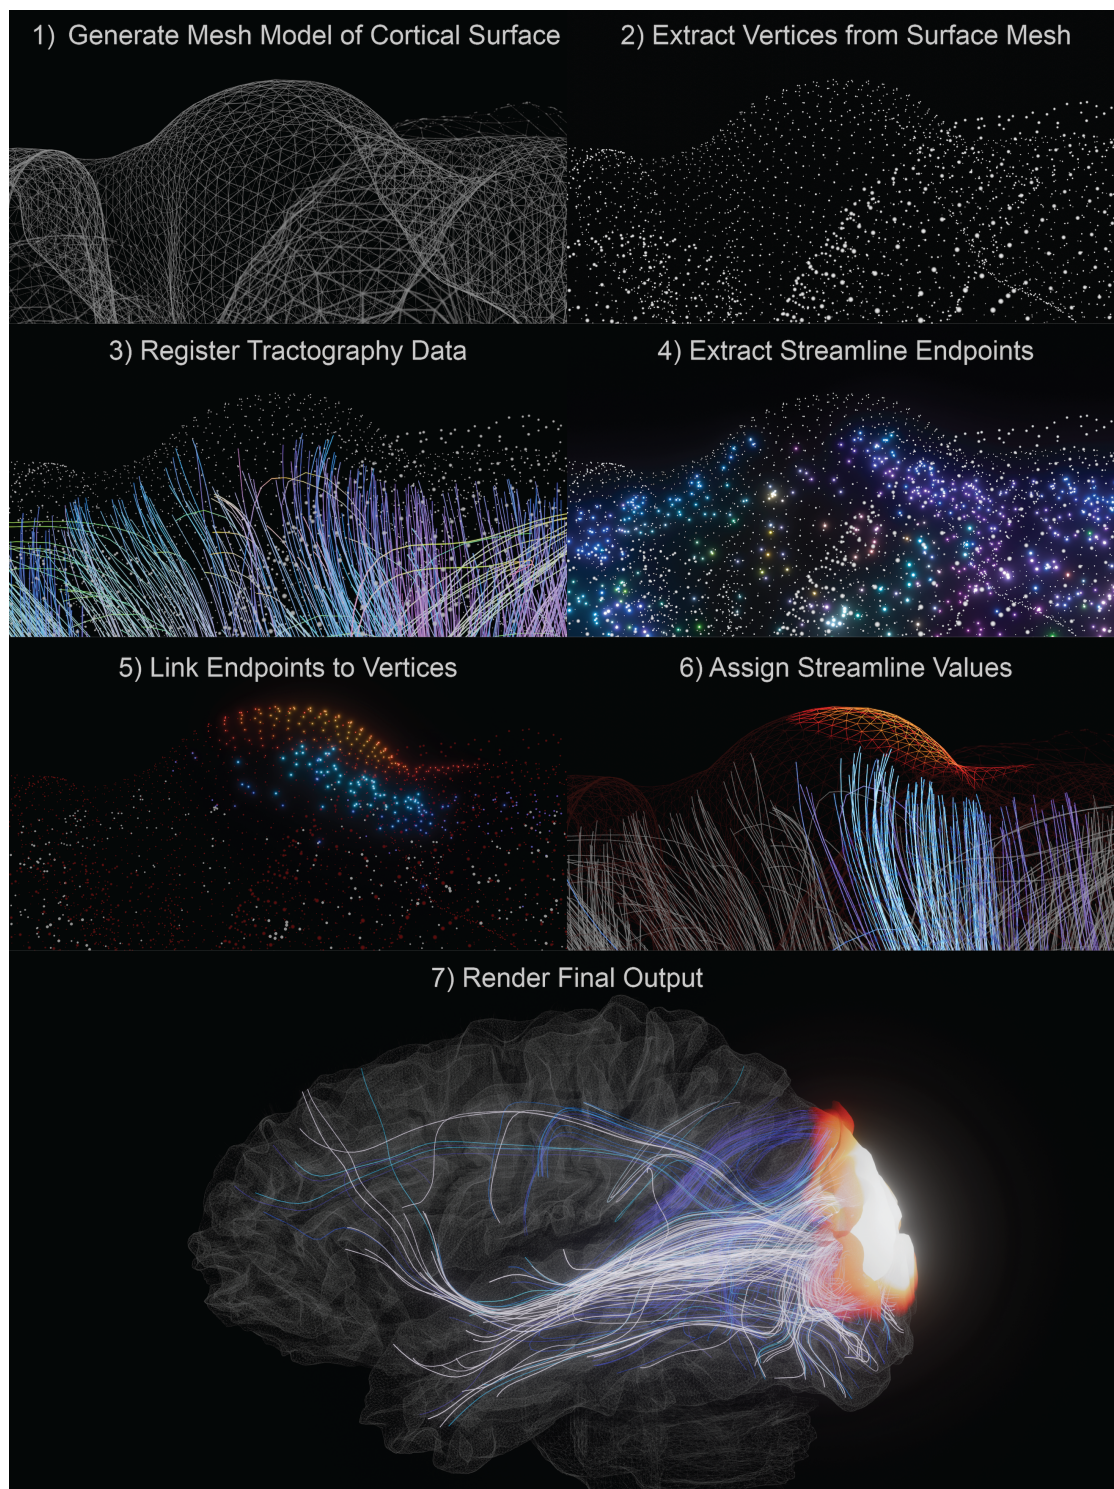 1) Generate Mesh Model of Cortical Surface
2) Extract Vertices from Surface Mesh
3) Register Tractography Data
4) Extract Streamline Endpoints
5) Link Endpoints to Vertices
6) Assign Streamline Values
7) Render Final Output